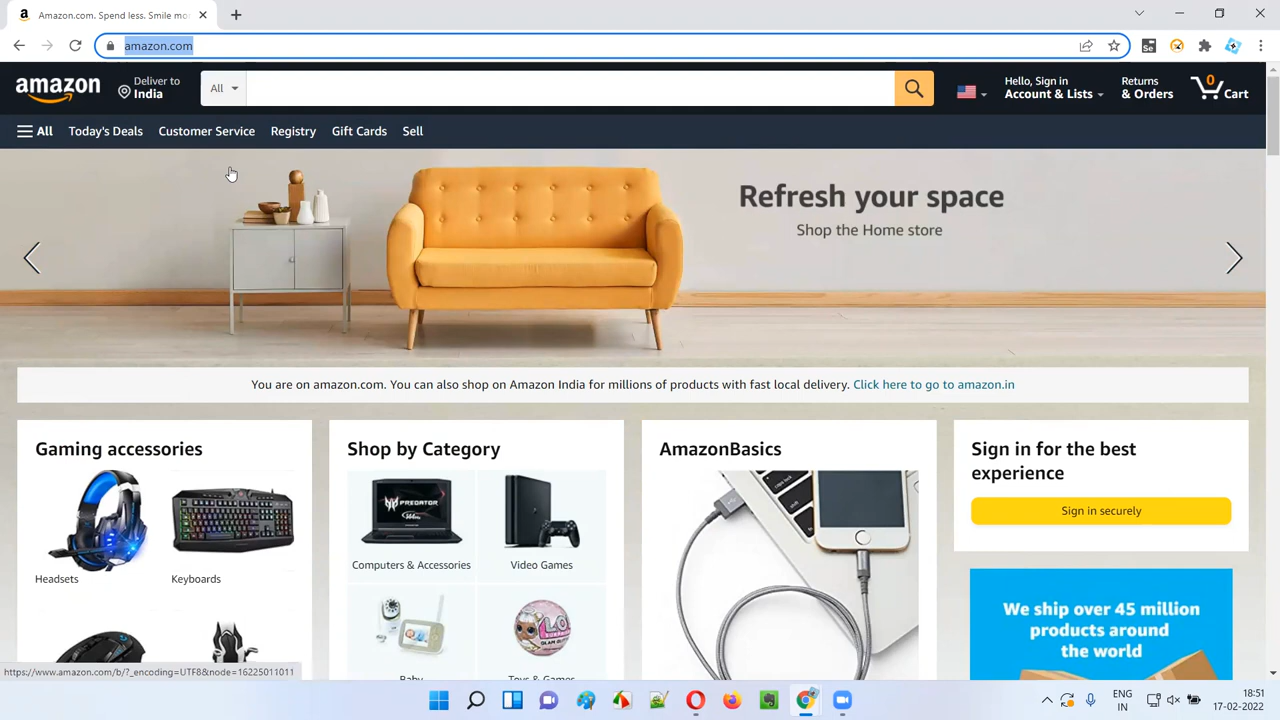 Amazon.com. Spend less. Smile mo
amazon.com
Se
amazon
Deliver to
India
All
Hello, Sign in
Account & Lists
Returns
& Orders
0
Cart
All
Today's Deals
Customer Service
Registry
Gift Cards
Sell
Refresh your space
Shop the Home store
You are on amazon.com. You can also shop on Amazon India for millions of products with fast local delivery. Click here to go to amazon.in
Gaming accessories
Headsets
Keyboards
Shop by Category
PREDATOR
Computers & Accessories
Video Games
Baby
Toys & Games
AmazonBasics
Sign in for the best
experience
Sign in securely
We ship over 45 million
products around
the world
https://www.amazon.com/b/?_encoding=UTF8&node=16225011011
ENG
IN
18:51
17-02-2022